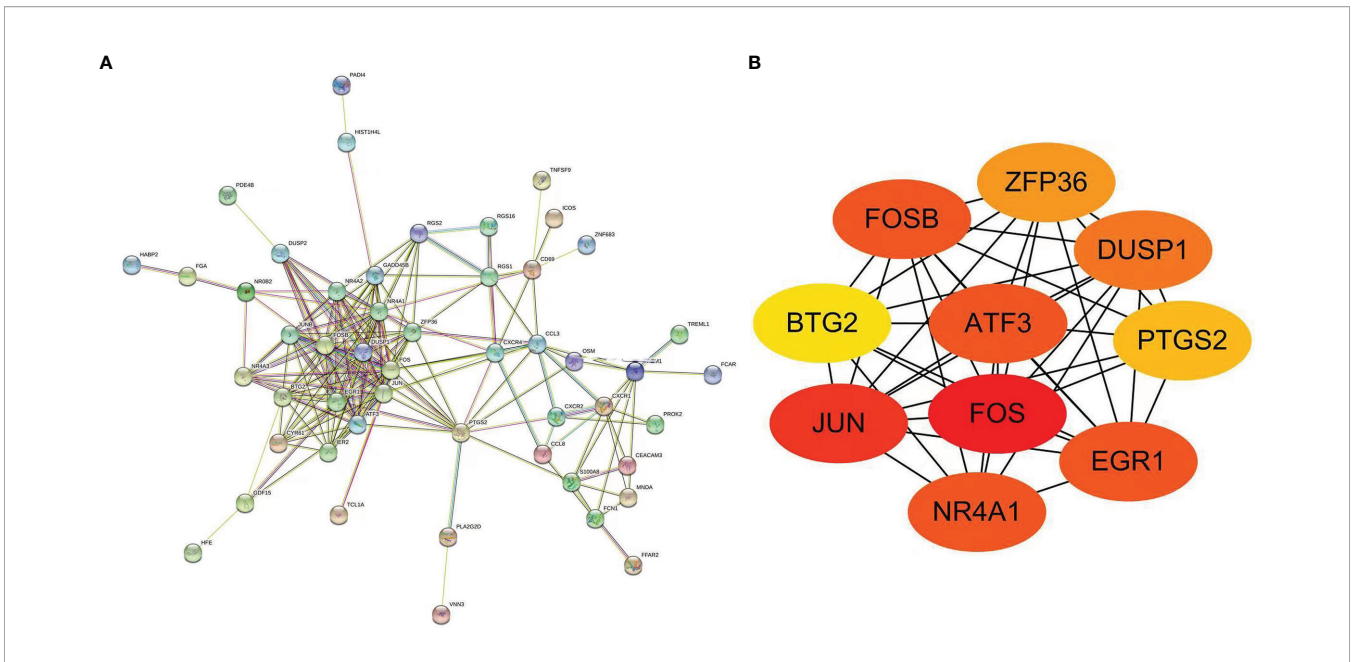 A
B
PADI4
HIST1H4L
TNFSF9
PDE4B
ICOS
RGS16
RGS2
ZNF683
DUSP2
HABP2
CD69
GADD45B
FGA
RGS1
NR0B2
NR4A2
NR4A1
ZFP36
JUNB
FOSB
TREML1
CXCR4
CCL3
DUSP1
OSM
FOS
NR4A3
FCAR
BTG2
EGR1
JUN
CXCR1
CXCR2
PROK2
ATF3
PTGS2
CYR61
IER2
CCL8
CEACAM3
S100A8
MNDA
GDF15
TCL1A
FCN1
PLA2G2D
HFE
FFAR2
VNN3
ZFP36
FOSB
DUSP1
BTG2
ATF3
PTGS2
JUN
FOS
EGR1
NR4A1